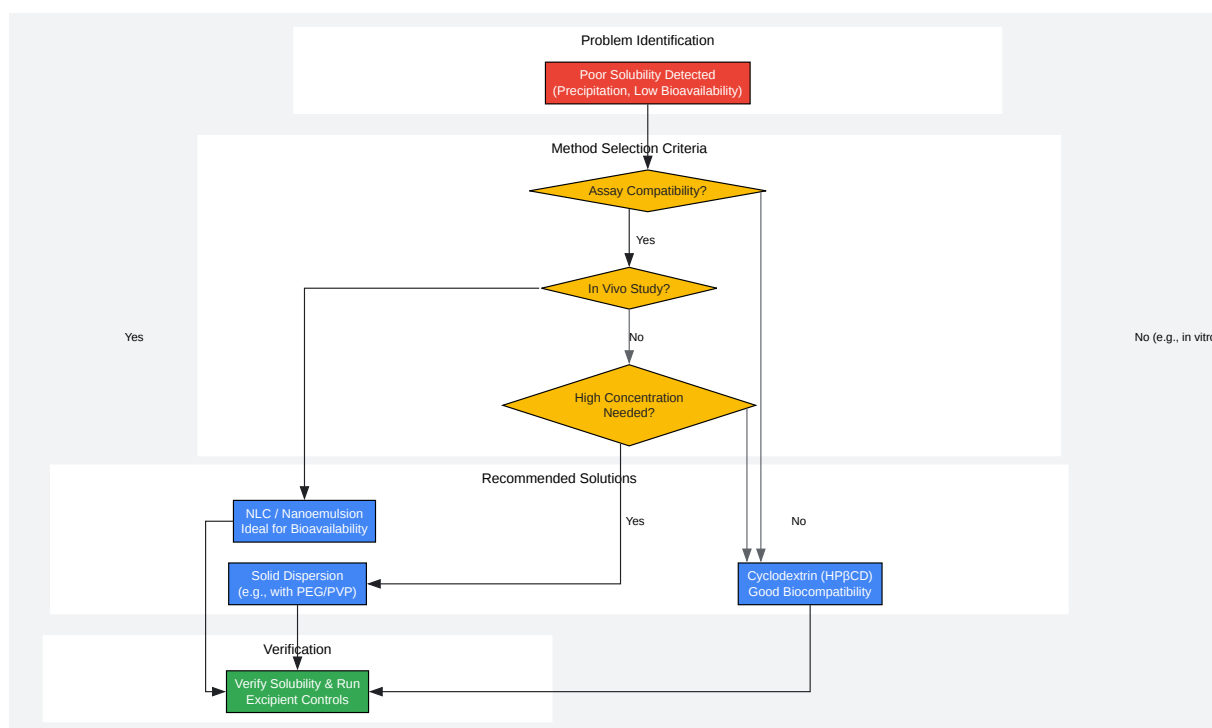 Problem Identification
Poor Solubility Detected
(Precipitation, Low Bioavailability)
Method Selection Criteria
Assay Compatibility?
Yes
In Vivo Study?
Yes
No
No (e.g., in vitro
High Concentration
Needed?
Recommended Solutions
NLC / Nanoemulsion
Ideal for Bioavailability
Yes
No
Solid Dispersion
(e.g., with PEG/PVP)
Cyclodextrin (HPβCD)
Good Biocompatibility
Verification
Verify Solubility & Run
Excipient Controls